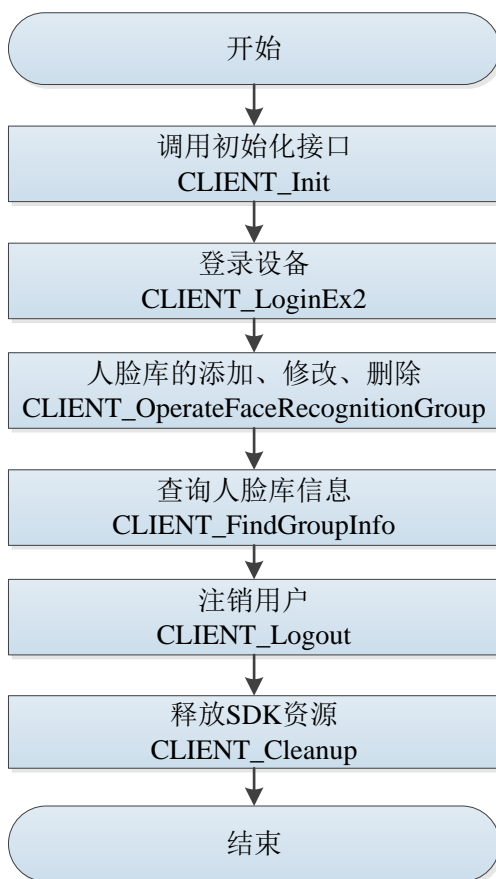 开始
调用初始化接口
CLIENT_Init
登录设备
CLIENT_LoginEx2
人脸库的添加、修改、删除
CLIENT_OperateFaceRecognitionGroup
查询人脸库信息
CLIENT_FindGroupInfo
注销用户
CLIENT_Logout
释放SDK资源
CLIENT_Cleanup
结束